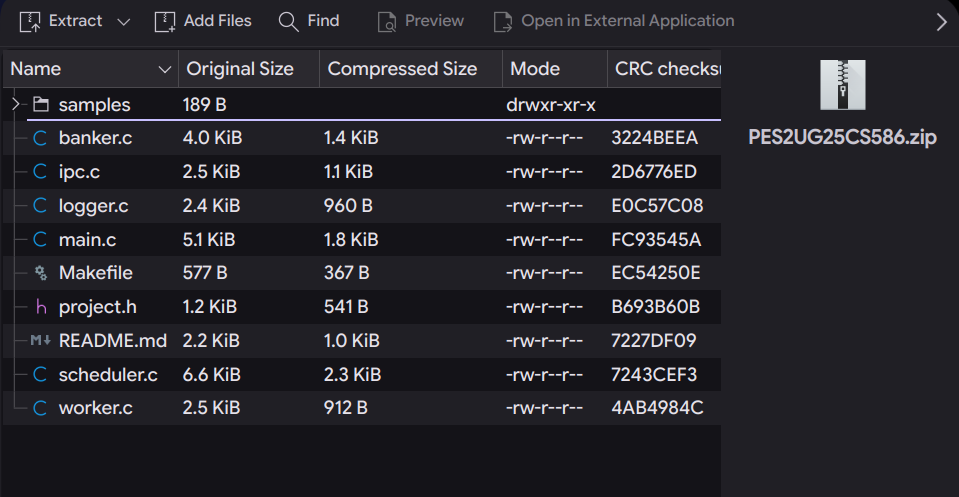 Extract Add Files Find Preview Open in External Application
Name Original Size Compressed Size Mode CRC checksu
samples 189 B drwxr-xr-x
banker.c 4.0 KiB 1.4 KiB -rw-r--r-- 3224BEEA
ipc.c 2.5 KiB 1.1 KiB -rw-r--r-- 2D6776ED
logger.c 2.4 KiB 960 B -rw-r--r-- E0C57C08
main.c 5.1 KiB 1.8 KiB -rw-r--r-- FC93545A
Makefile 577 B 367 B -rw-r--r-- EC54250E
project.h 1.2 KiB 541 B -rw-r--r-- B693B60B
README.md 2.2 KiB 1.0 KiB -rw-r--r-- 7227DF09
scheduler.c 6.6 KiB 2.3 KiB -rw-r--r-- 7243CEF3
worker.c 2.5 KiB 912 B -rw-r--r-- 4AB4984C
PES2UG25CS586.zip